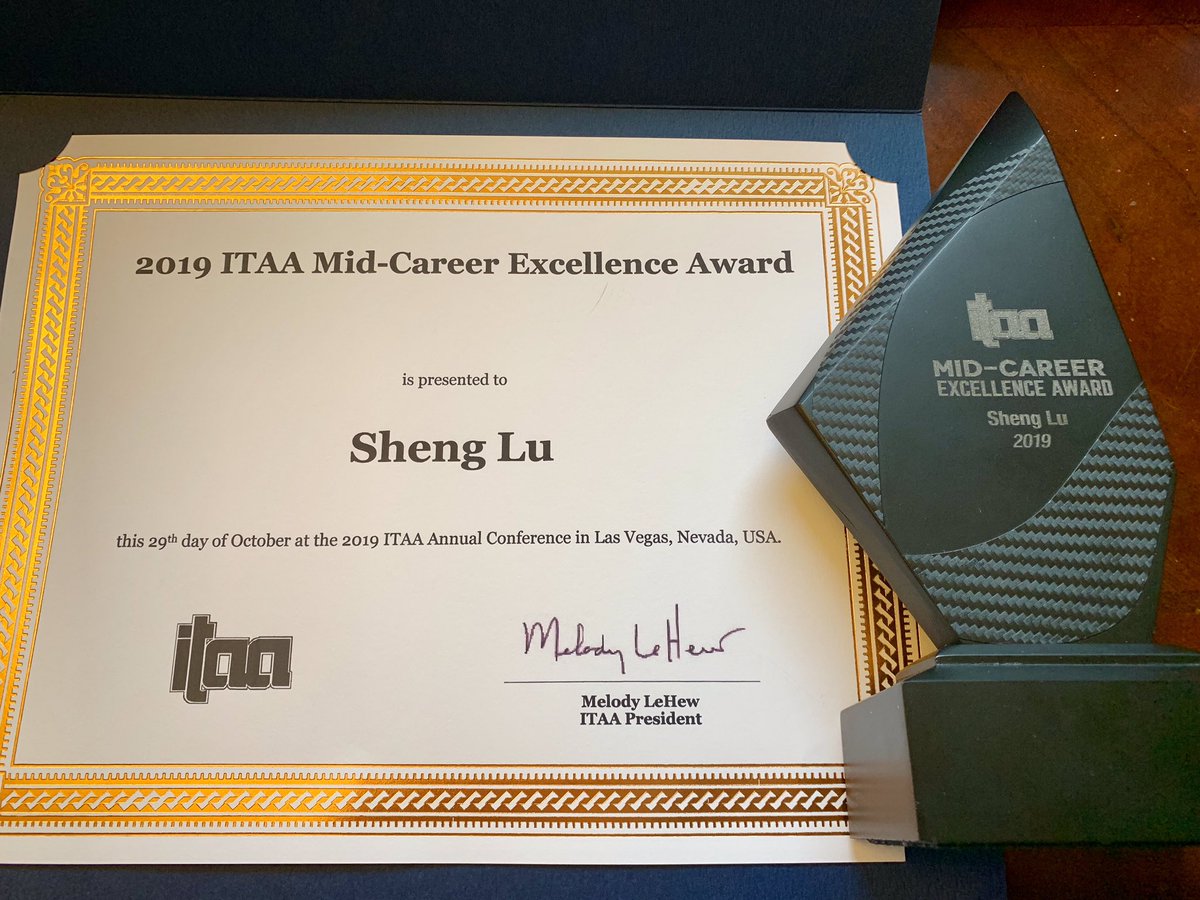 2019 ITAA Mid-Career Excellence Award
is presented to
Sheng Lu
this 29th day of October at the 2019 ITAA Annual Conference in Las Vegas, Nevada, USA.
itaa
Melody LeHew
Melody LeHew
ITAA President
itaa
MID-CAREER
EXCELLENCE AWARD
Sheng Lu
2019